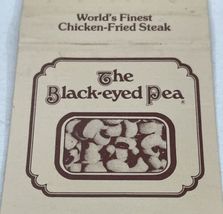 World's Finest
Chicken-Fried Steak
The
Black-eyed Pea